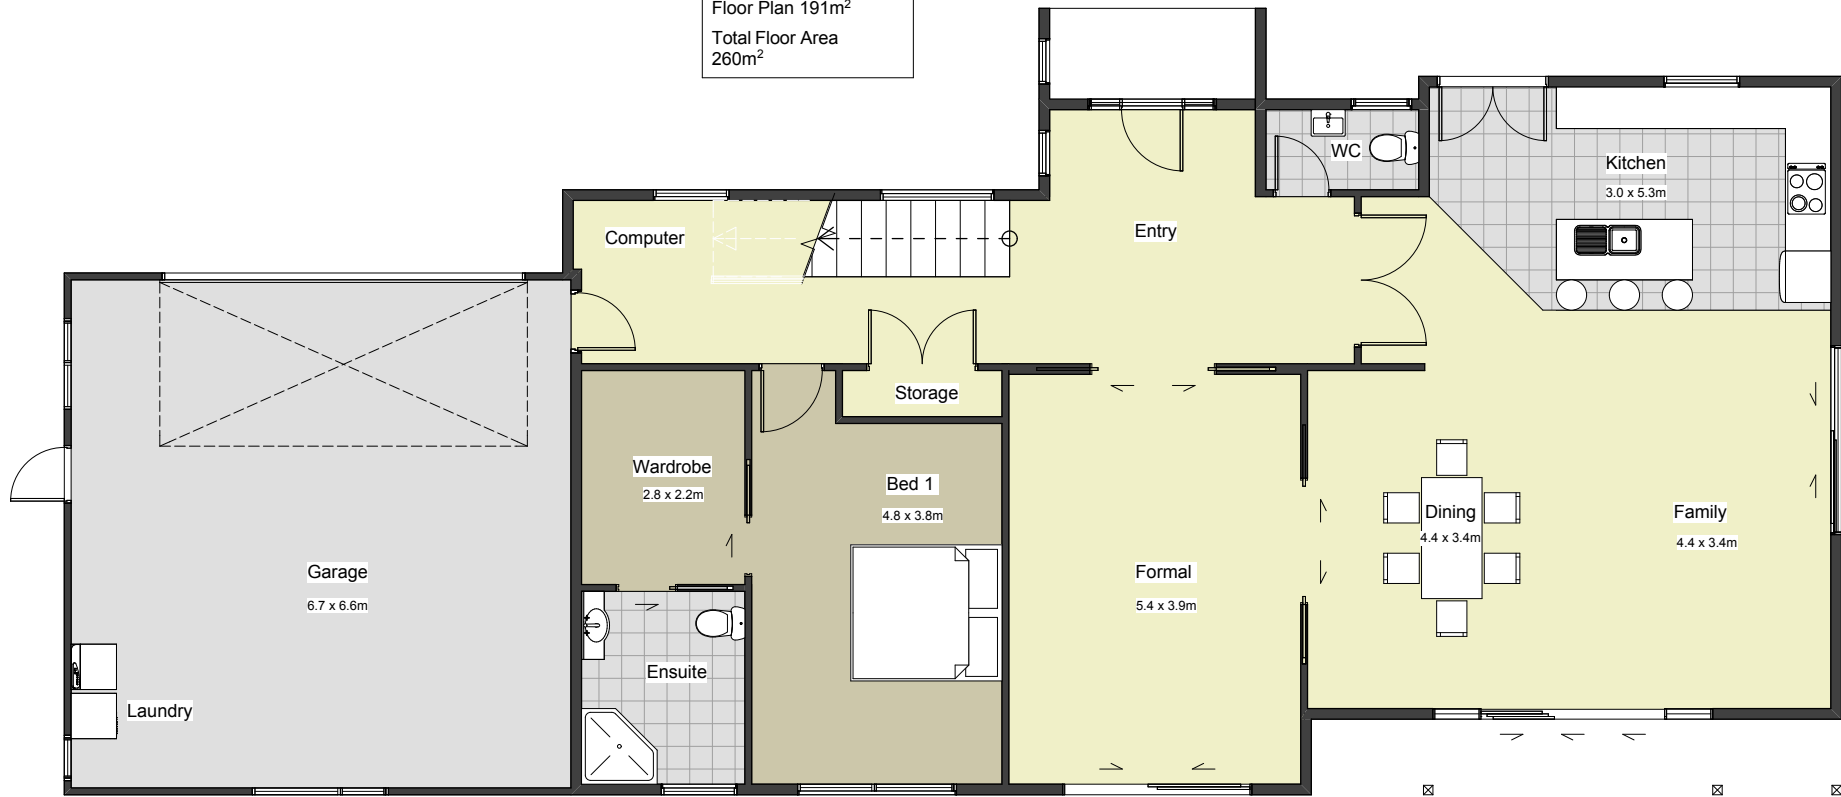 Floor Plan 191m²
Total Floor Area
260m²
WC
Kitchen
3.0 x 5.3m
Computer
Entry
Storage
Wardrobe
2.8 x 2.2m
Bed 1
4.8 x 3.8m
Dining
4.4 x 3.4m
Family
4.4 x 3.4m
Garage
6.7 x 6.6m
Formal
5.4 x 3.9m
Ensuite
Laundry